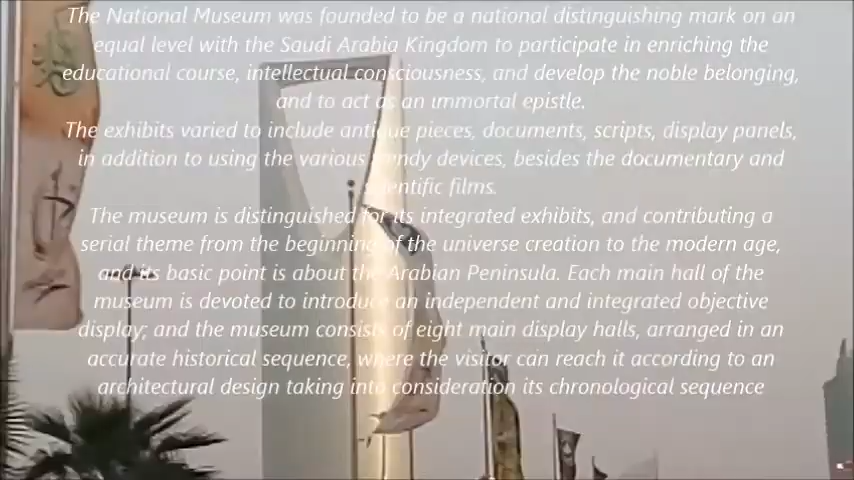 The National Museum was founded to be a national distinguishing mark on an
equal level with the Saudi Arabia Kingdom to participate in enriching the
educational course, intellectual consciousness, and develop the noble belonging,
and to act as an immortal epistle.
The exhibits varied to include antique pieces, documents, scripts, display panels,
in addition to using the various trendy devices, besides the documentary and
scientific films.
The museum is distinguished for its integrated exhibits, and contributing a
serial theme from the beginning of the universe creation to the modern age,
and its basic point is about the Arabian Peninsula. Each main hall of the
museum is devoted to introduce an independent and integrated objective
display; and the museum consists of eight main display halls, arranged in an
accurate historical sequence, where the visitor can reach it according to an
architectural design taking into consideration its chronological sequence